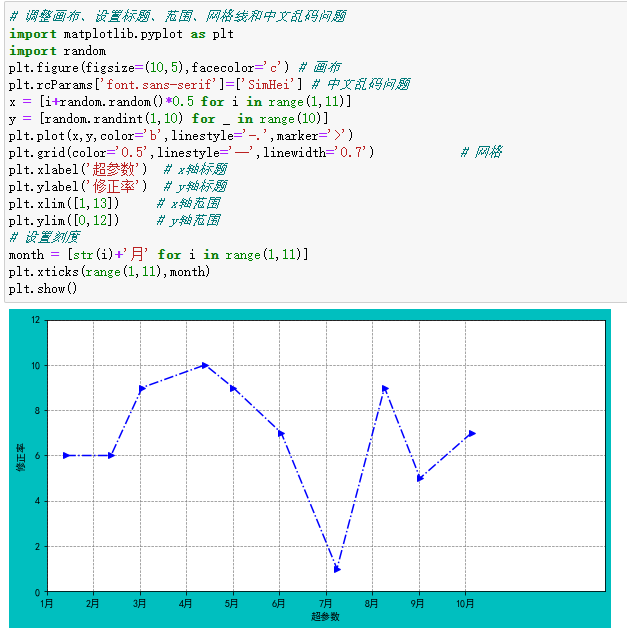 # 调整画布、设置标题、范围、网格线和中文乱码问题
import matplotlib.pyplot as plt
import random
plt.figure(figsize=(10,5),facecolor='c') # 画布
plt.rcParams['font.sans-serif']=['SimHei'] # 中文乱码问题
x = [i+random.random()*0.5 for i in range(1,11)]
y = [random.randint(1,10) for _ in range(10)]
plt.plot(x,y,color='b',linestyle='-.',marker='>')
plt.grid(color='0.5',linestyle='--',linewidth='0.7') # 网格
plt.xlabel('超参数') # x轴标题
plt.ylabel('修正率') # y轴标题
plt.xlim([1,13]) # x轴范围
plt.ylim([0,12]) # y轴范围
# 设置刻度
month = [str(i)+'月' for i in range(1,11)]
plt.xticks(range(1,11),month)
plt.show()
12
10
8
6
4
2
0
修正率
1月 2月 3月 4月 5月 6月 7月 8月 9月 10月
超参数